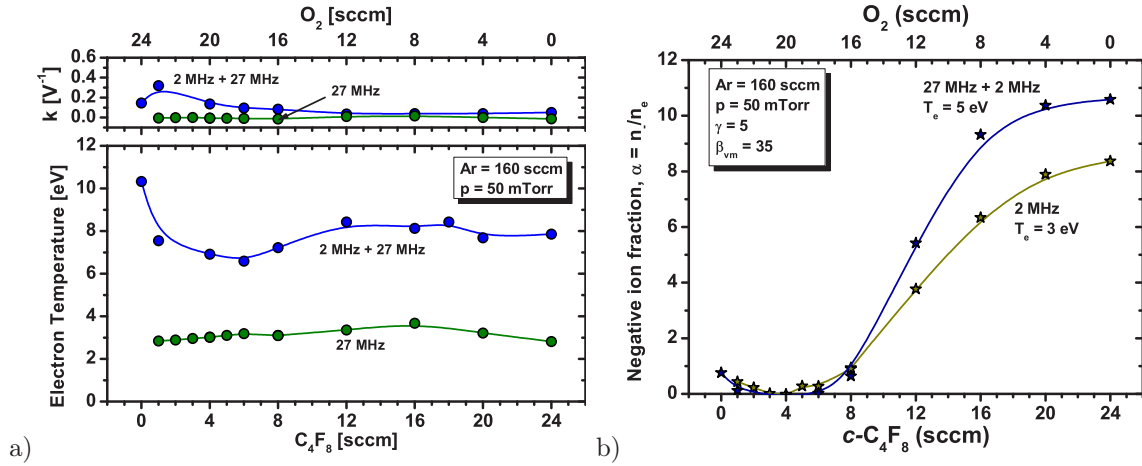 O2 [sccm]
24 20 16 12 8 4 0
k [V-1]
0.6
0.4
0.2
0.0
2 MHz + 27 MHz
27 MHz
Electron Temperature [eV]
12
10
8
6
4
2
0
Ar = 160 sccm
p = 50 mTorr
2 MHz + 27 MHz
27 MHz
0 4 8 12 16 20 24
C4F8 [sccm]
a)
O2 (sccm)
24 20 16 12 8 4 0
Negative ion fraction, α = n-/ne
12
10
8
6
4
2
0
Ar = 160 sccm
p = 50 mTorr
γ = 5
βvm = 35
27 MHz + 2 MHz
Te = 5 eV
2 MHz
Te = 3 eV
0 4 8 12 16 20 24
c-C4F8 (sccm)
b)